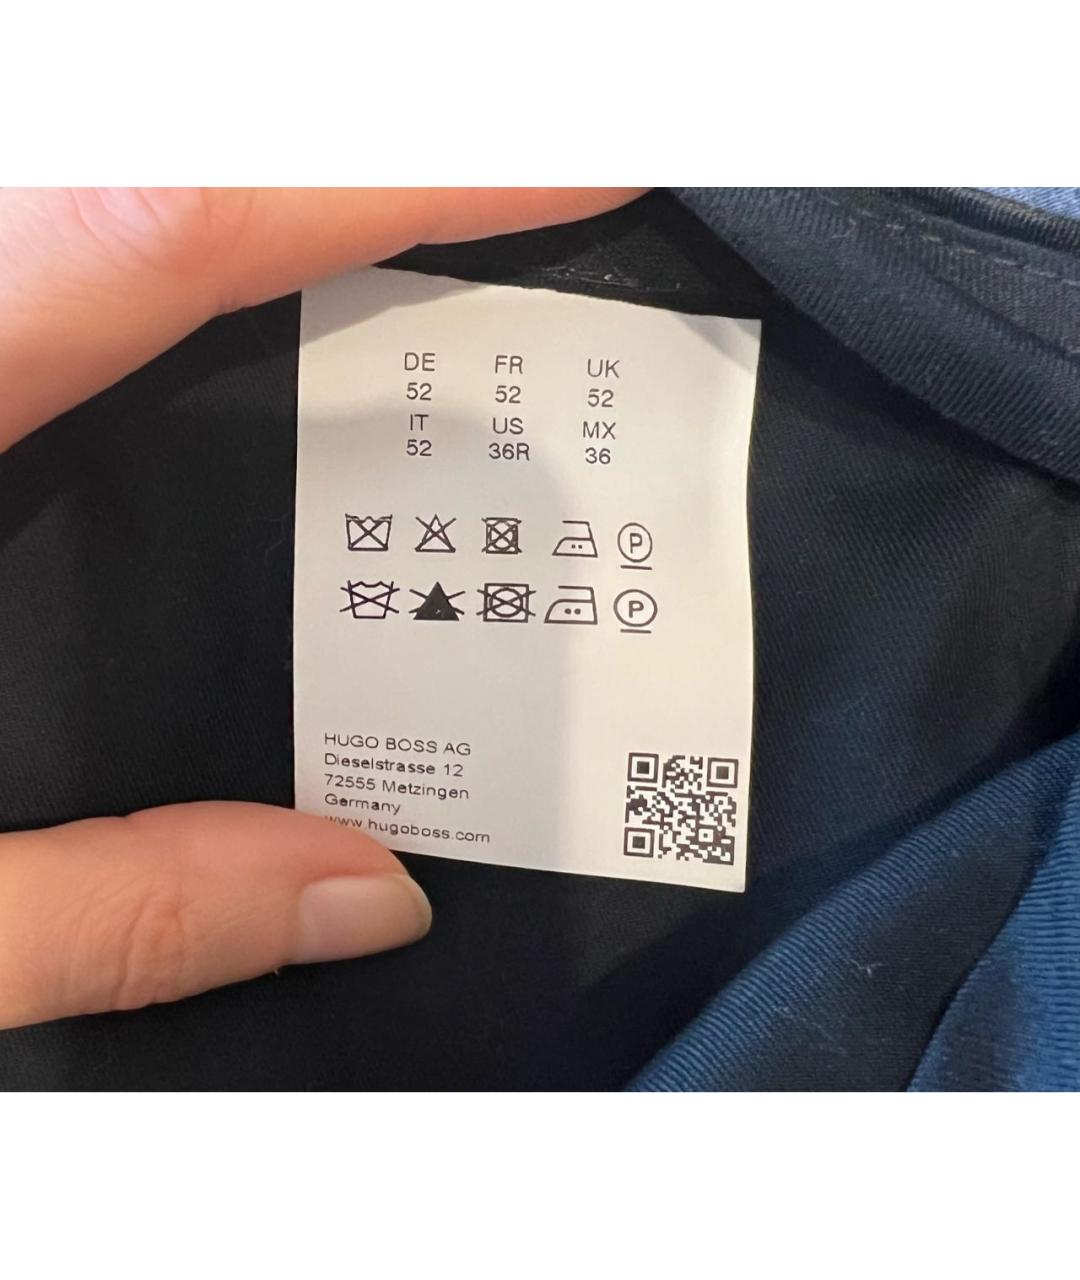 DE FR UK
52 52 52
IT US MX
52 36R 36
P
P
HUGO BOSS AG
Dieselstrasse 12
72555 Metzingen
Germany
www.hugoboss.com